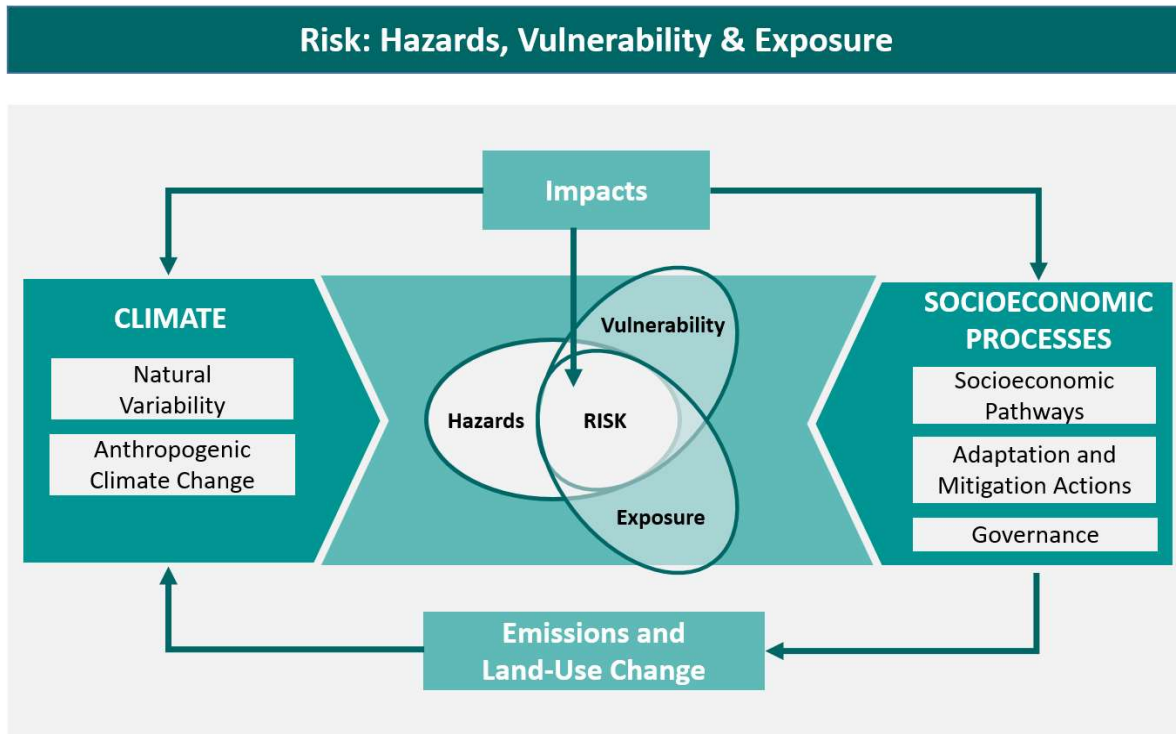 Risk: Hazards, Vulnerability & Exposure
Impacts
CLIMATE
Natural
Variability
Anthropogenic
Climate Change
Vulnerability
Hazards
RISK
Exposure
SOCIOECONOMIC
PROCESSES
Socioeconomic
Pathways
Adaptation and
Mitigation Actions
Governance
Emissions and
Land-Use Change